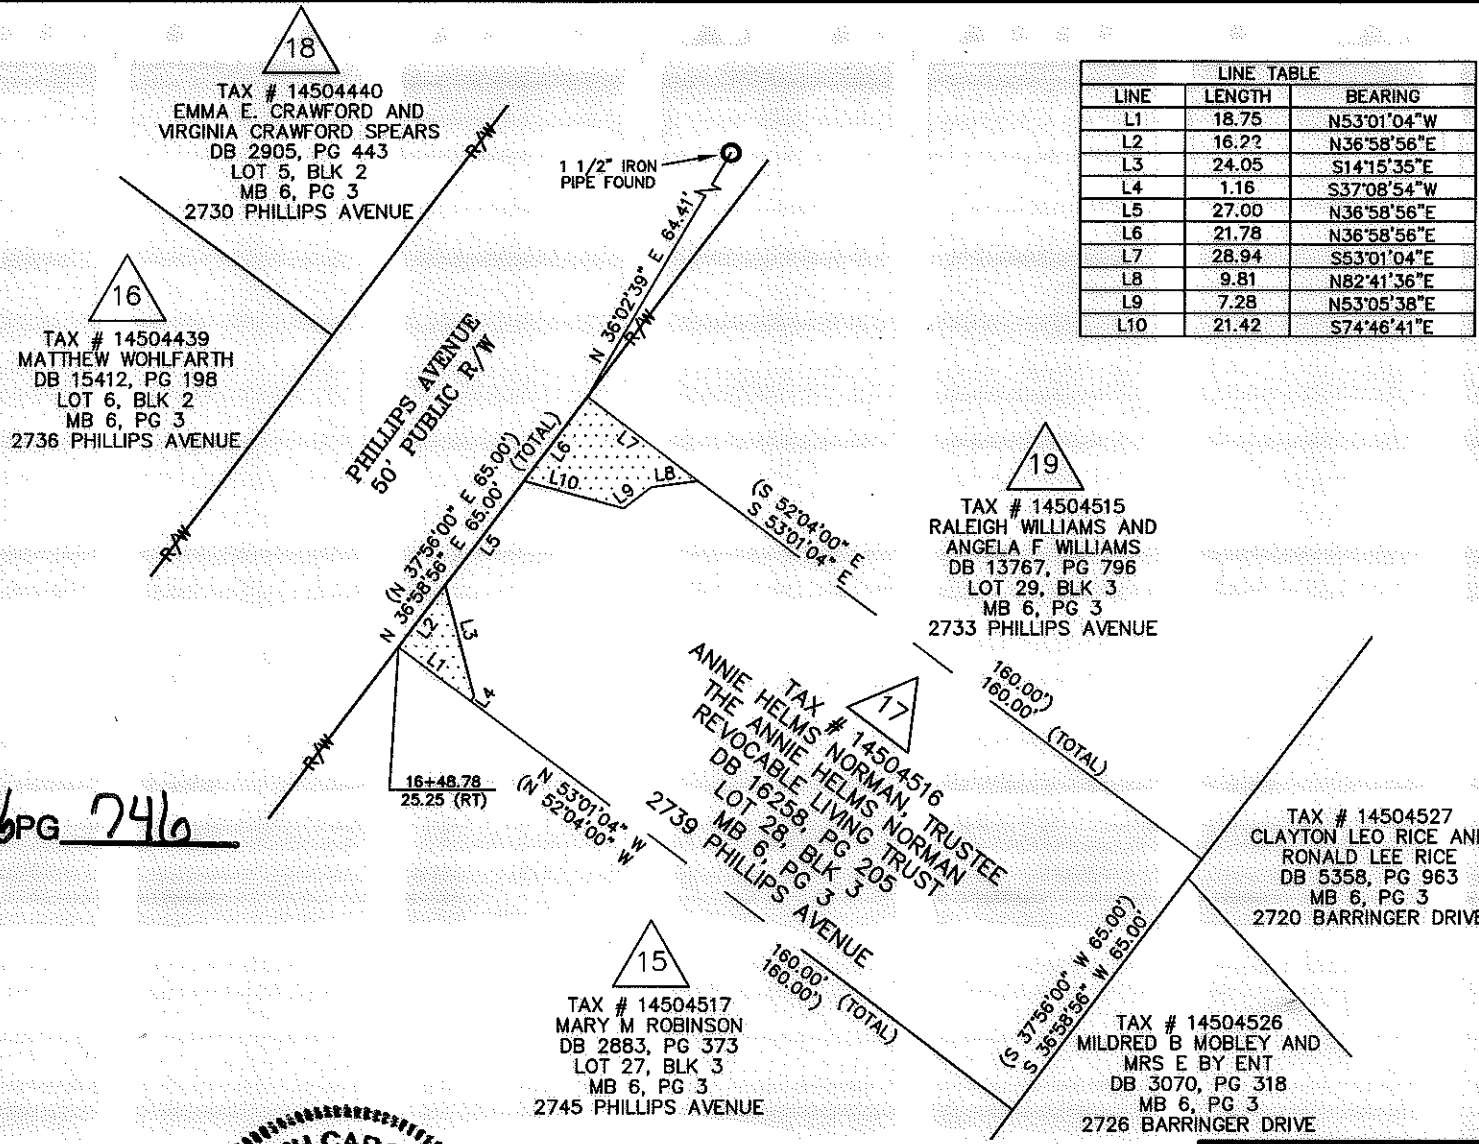 18
TAX # 14504440
EMMA E. CRAWFORD AND
VIRGINIA CRAWFORD SPEARS
DB 2905, PG 443
LOT 5, BLK 2
MB 6, PG 3
2730 PHILLIPS AVENUE
R/W
1 1/2" IRON
PIPE FOUND
LINE TABLE
LINE LENGTH BEARING
L1 18.75 N53°01'04"W
L2 16.22 N36°58'56"E
L3 24.05 S14°15'35"E
L4 1.16 S37°08'54"W
L5 27.00 N36°58'56"E
L6 21.78 N36°58'56"E
L7 28.94 S53°01'04"E
L8 9.81 N82°41'36"E
L9 7.28 N53°05'38"E
L10 21.42 S74°46'41"E
16
TAX # 14504439
MATTHEW WOHLFARTH
DB 15412, PG 198
LOT 6, BLK 2
MB 6, PG 3
2736 PHILLIPS AVENUE
R/W
PHILLIPS AVENUE
50' PUBLIC R/W
N 36°02'39" E 64.41'
R/W
(N 37°56'00" E 65.00')
N 36°58'56" E 65.00' (TOTAL)
L6
L7
L8
L9
L10
L5
L2
L3
L1
L4
R/W
16+48.78
25.25 (RT)
(S 52°04'00" E
S 53°01'04" E
160.00')
160.00' (TOTAL)
19
TAX # 14504515
RALEIGH WILLIAMS AND
ANGELA F WILLIAMS
DB 13767, PG 796
LOT 29, BLK 3
MB 6, PG 3
2733 PHILLIPS AVENUE
17
TAX # 14504516
ANNIE HELMS NORMAN, TRUSTEE
THE ANNIE HELMS NORMAN
REVOCABLE LIVING TRUST
DB 16258, PG 205
LOT 28, BLK 3
MB 6, PG 3
2739 PHILLIPS AVENUE
N 53°01'04" W
(N 52°04'00" W
160.00' (TOTAL)
160.00')
PG 746
15
TAX # 14504517
MARY M ROBINSON
DB 2883, PG 373
LOT 27, BLK 3
MB 6, PG 3
2745 PHILLIPS AVENUE
(S 37°56'00" W 65.00')
S 36°58'56" W 65.00'
TAX # 14504527
CLAYTON LEO RICE AN
RONALD LEE RICE
DB 5358, PG 963
MB 6, PG 3
2720 BARRINGER DRIVE
TAX # 14504526
MILDRED B MOBLEY AND
MRS E BY ENT
DB 3070, PG 318
MB 6, PG 3
2726 BARRINGER DRIVE